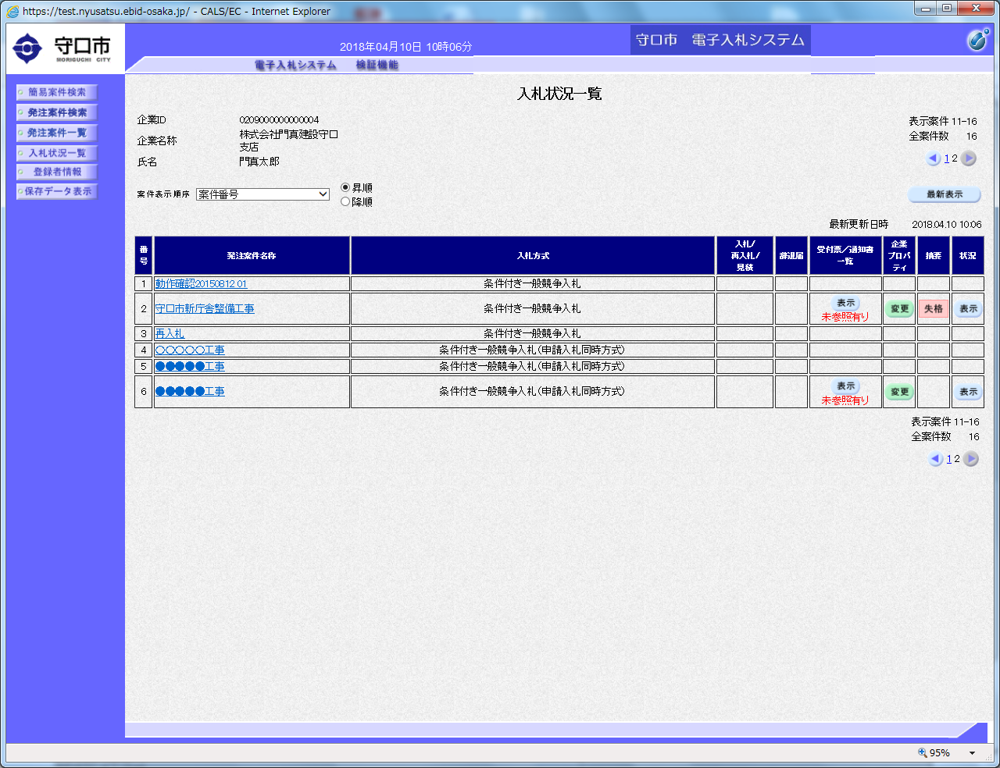 https://test.nyusatsu.ebid-osaka.jp/ - CALS/EC - Internet Explorer
守口市
MORIGUCHI CITY
2018年04月10日 10時06分
守口市　電子入札システム
電子入札システム　検証機能
簡易案件検索
発注案件検索
発注案件一覧
入札状況一覧
登録者情報
保存データ表示
入札状況一覧
企業ID 0209000000000004
企業名称 株式会社門真建設守口
支店
氏名 門真太郎
表示案件 11-16
全案件数 16
1 2
案件表示順序 案件番号
昇順
降順
最新表示
最新更新日時 2018.04.10 10:06
番号 発注案件名称 入札方式 入札/再入札/見積 辞退届 受付票/通知書一覧 企業プロパティ 摘要 状況
1 動作確認20150812 01 条件付き一般競争入札
2 守口市新庁舎整備工事 条件付き一般競争入札 表示 未参照有り 変更 失格 表示
3 再入札 条件付き一般競争入札
4 ○○○○○工事 条件付き一般競争入札(申請入札同時方式)
5 ●●●●●工事 条件付き一般競争入札(申請入札同時方式)
6 ●●●●●工事 条件付き一般競争入札(申請入札同時方式) 表示 未参照有り 変更 表示
表示案件 11-16
全案件数 16
1 2
95%